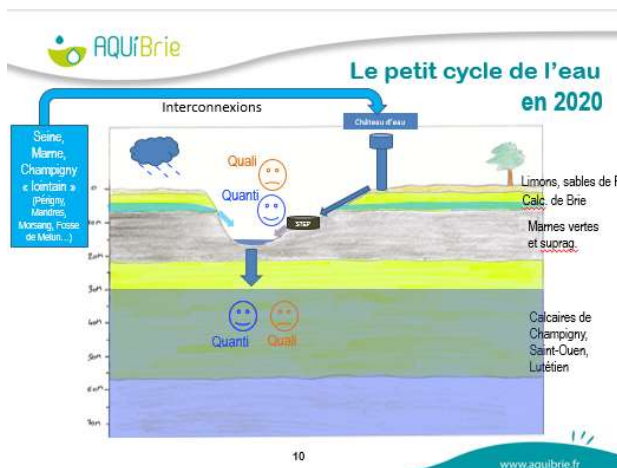 AQUiBrie
Le petit cycle de l'eau
en 2020
Interconnexions
Château d'eau
Seine,
Marne,
Champigny
« lointain »
(Périgny,
Mandres,
Morsang, Fosse
de Melun…)
Quali
Quanti
STEP
Limons, sables de F
Calc. de Brie
Marnes vertes
et suprag.
Quanti
Quali
Calcaires de
Champigny,
Saint-Ouen,
Lutétien
10
www.aquibrie.fr